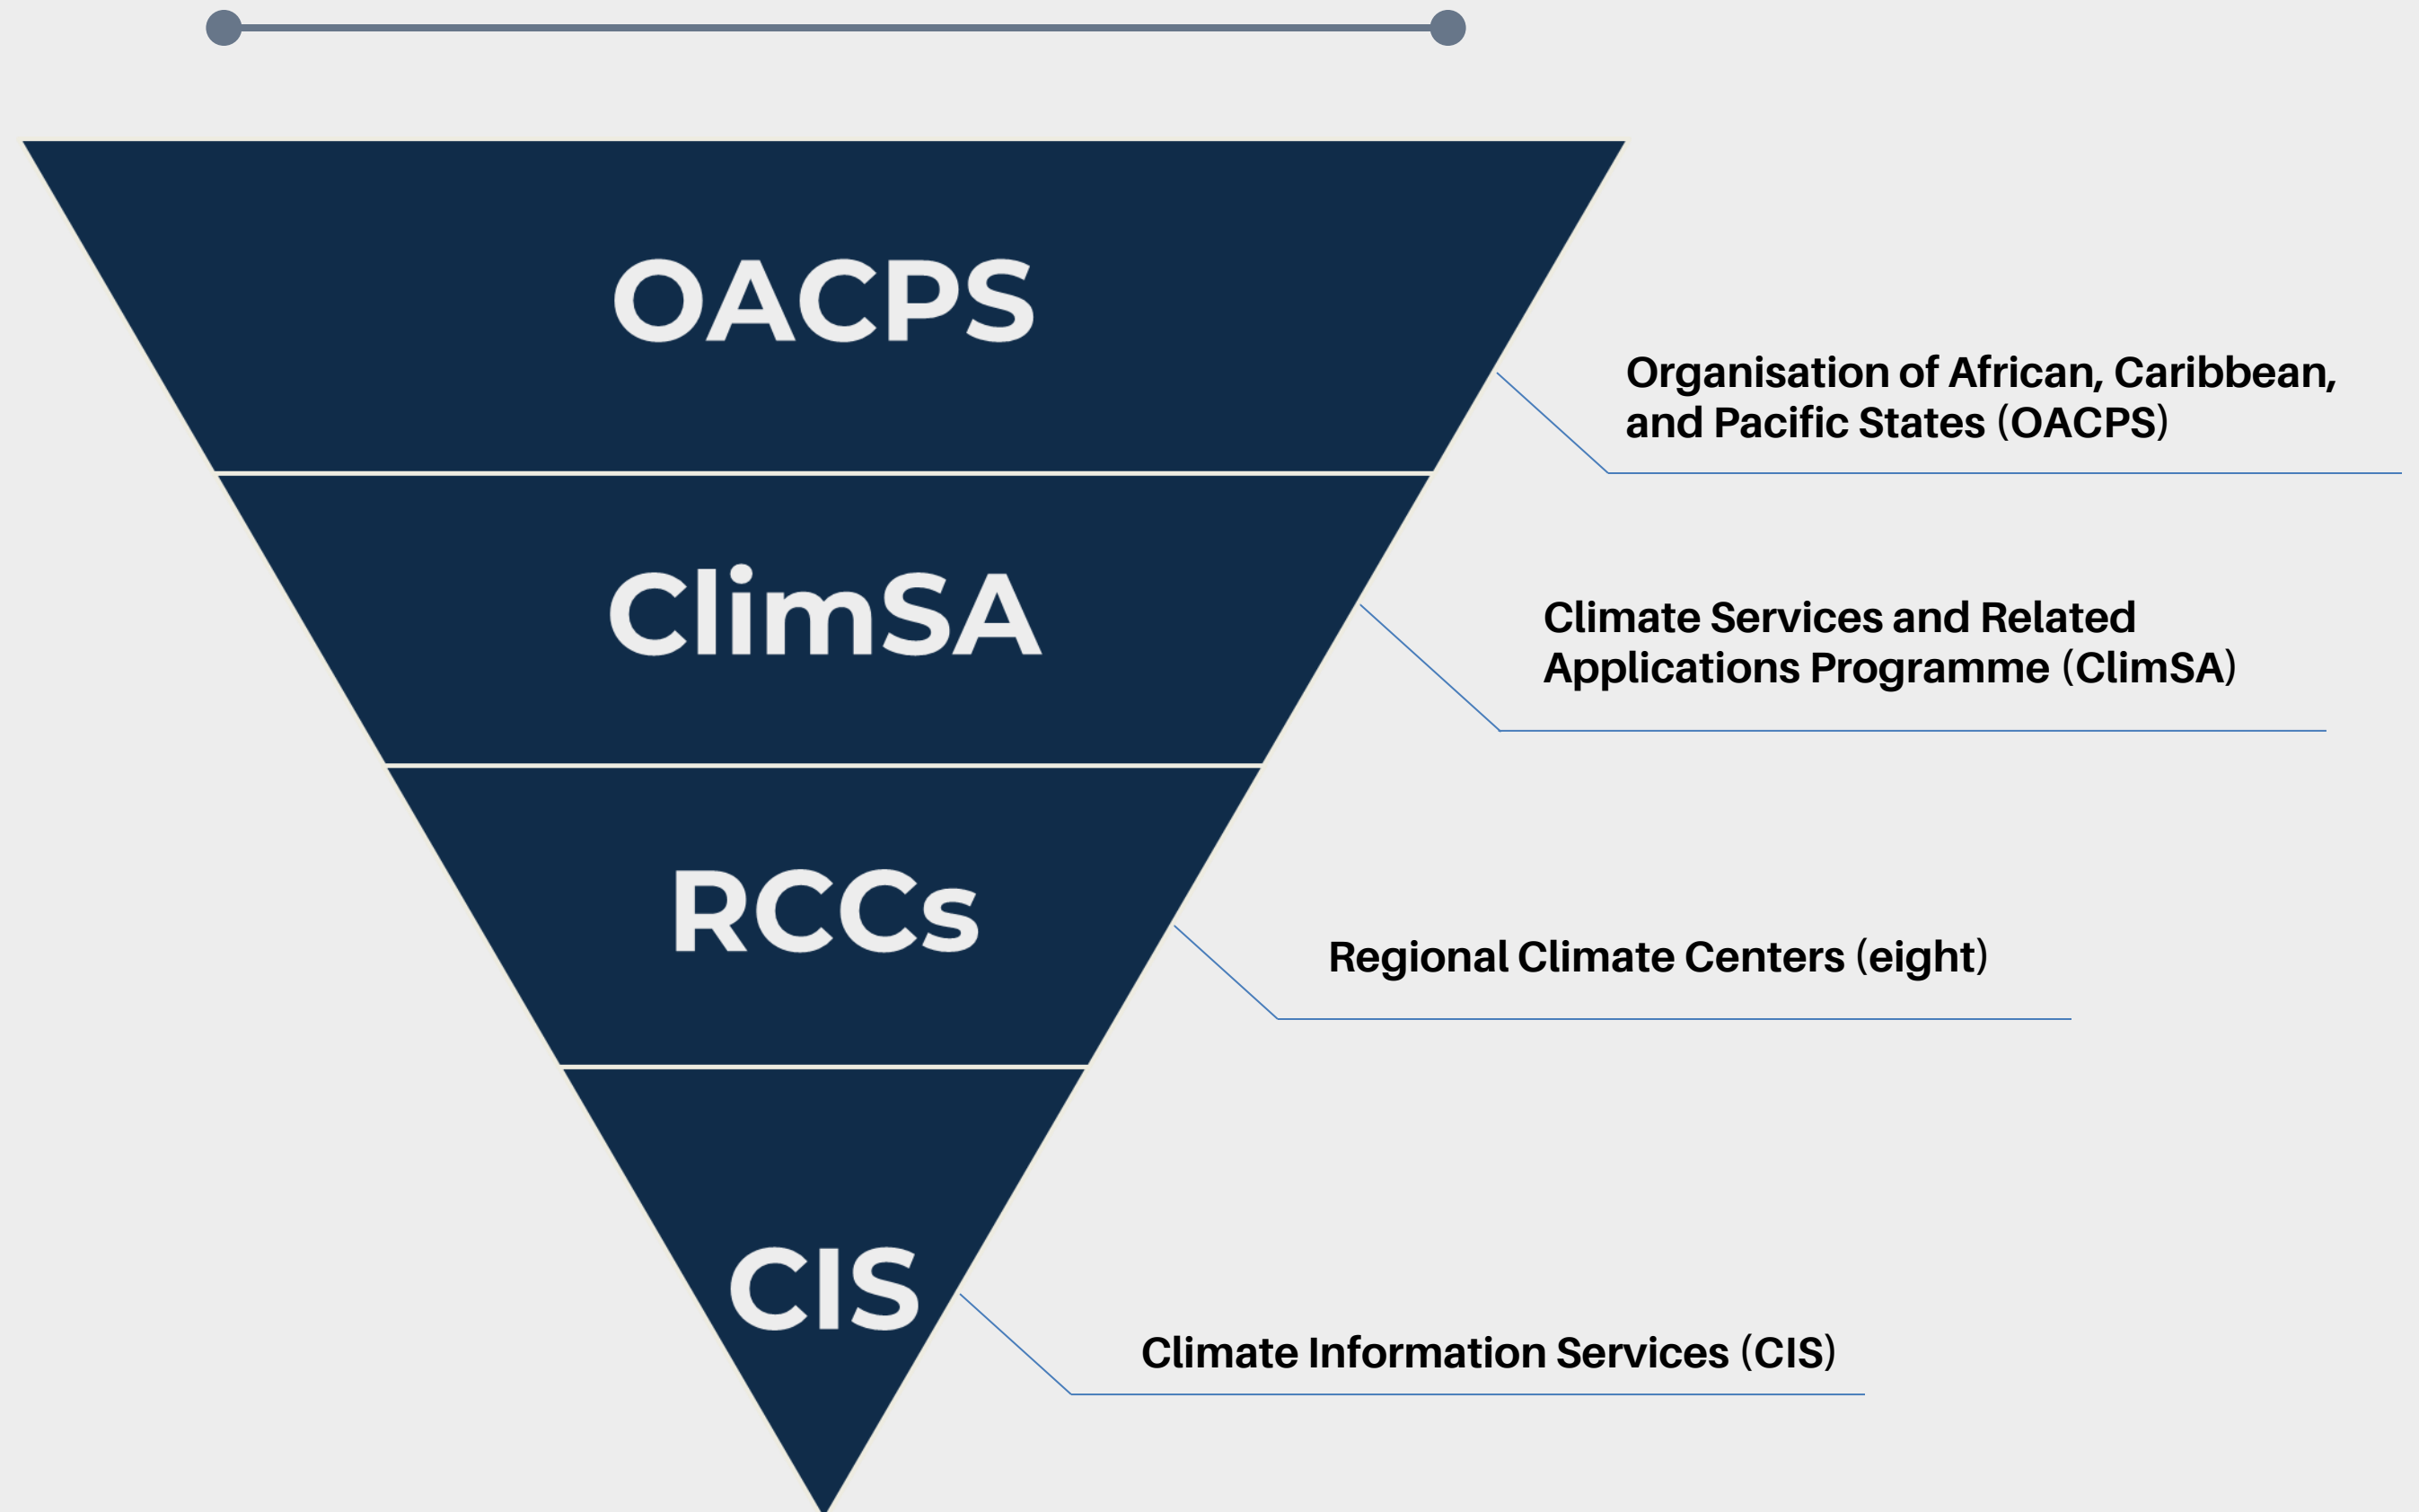 OACPS
Organisation of African, Caribbean,
and Pacific States (OACPS)
ClimSA
Climate Services and Related
Applications Programme (ClimSA)
RCCs
Regional Climate Centers (eight)
CIS
Climate Information Services (CIS)